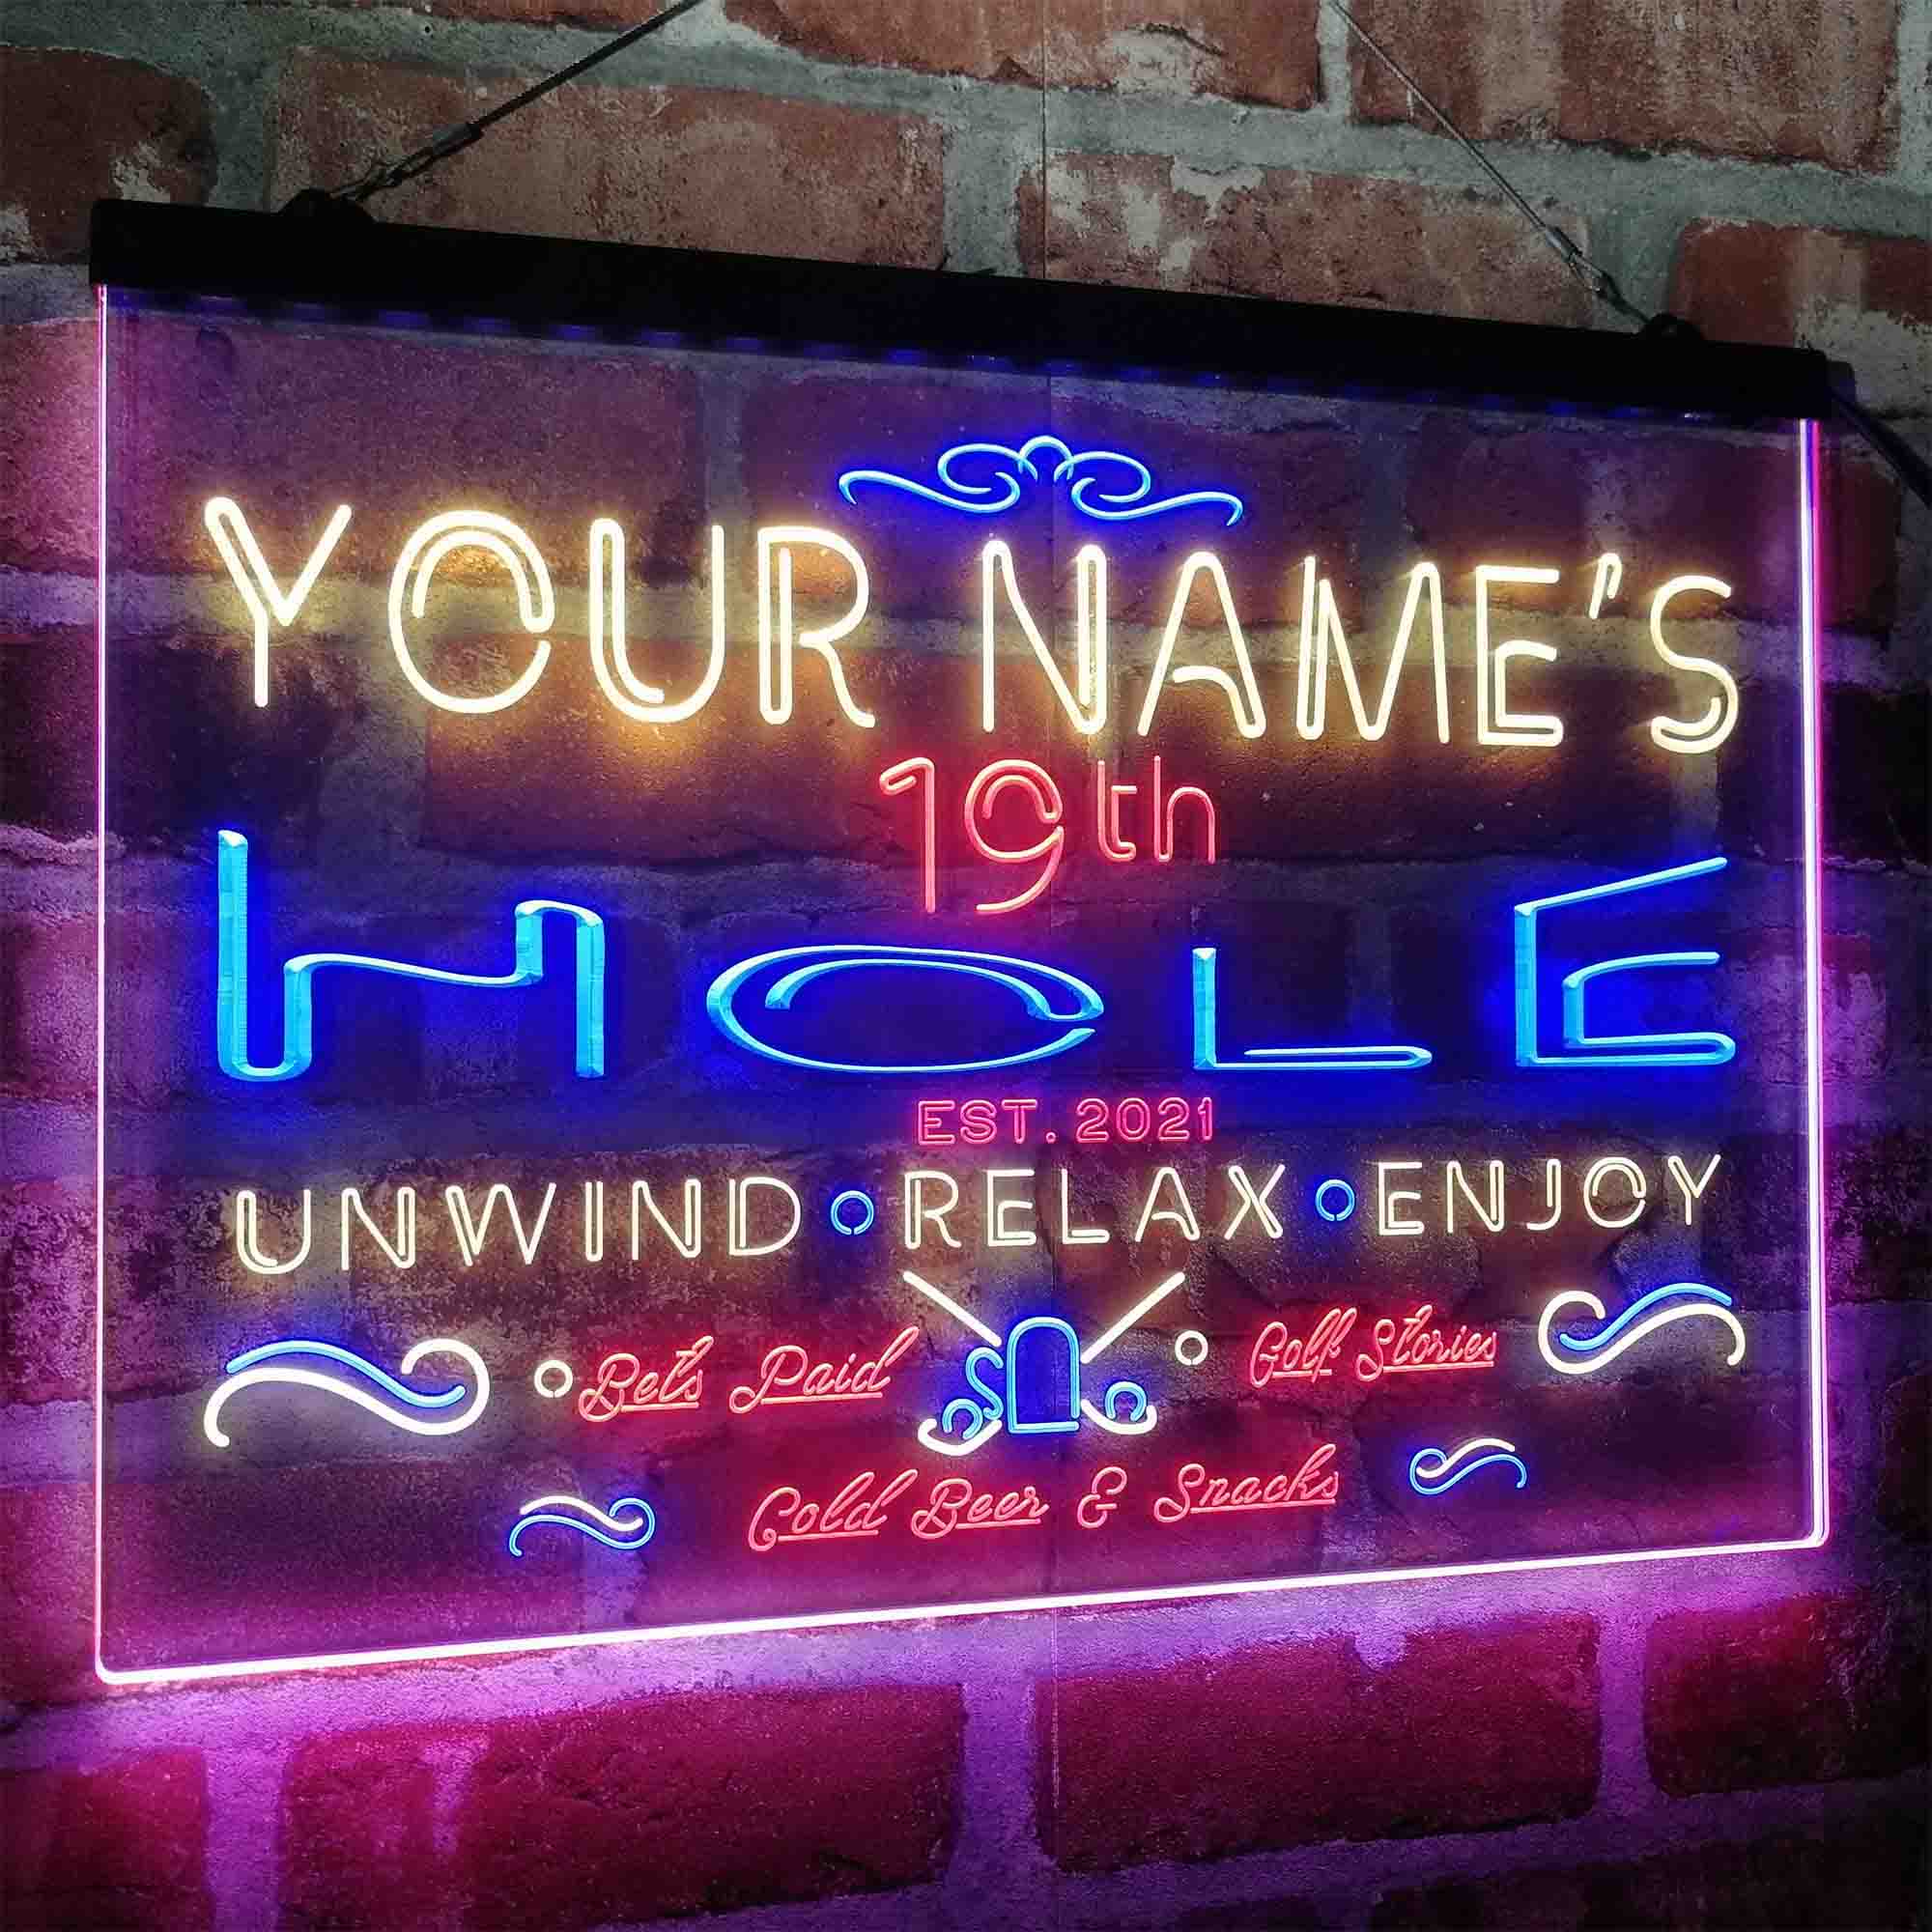 YOUR NAME'S
19th
HOLE
EST. 2021
UNWIND • RELAX • ENJOY
Bets Paid
Golf Stories
Cold Beer & Snacks